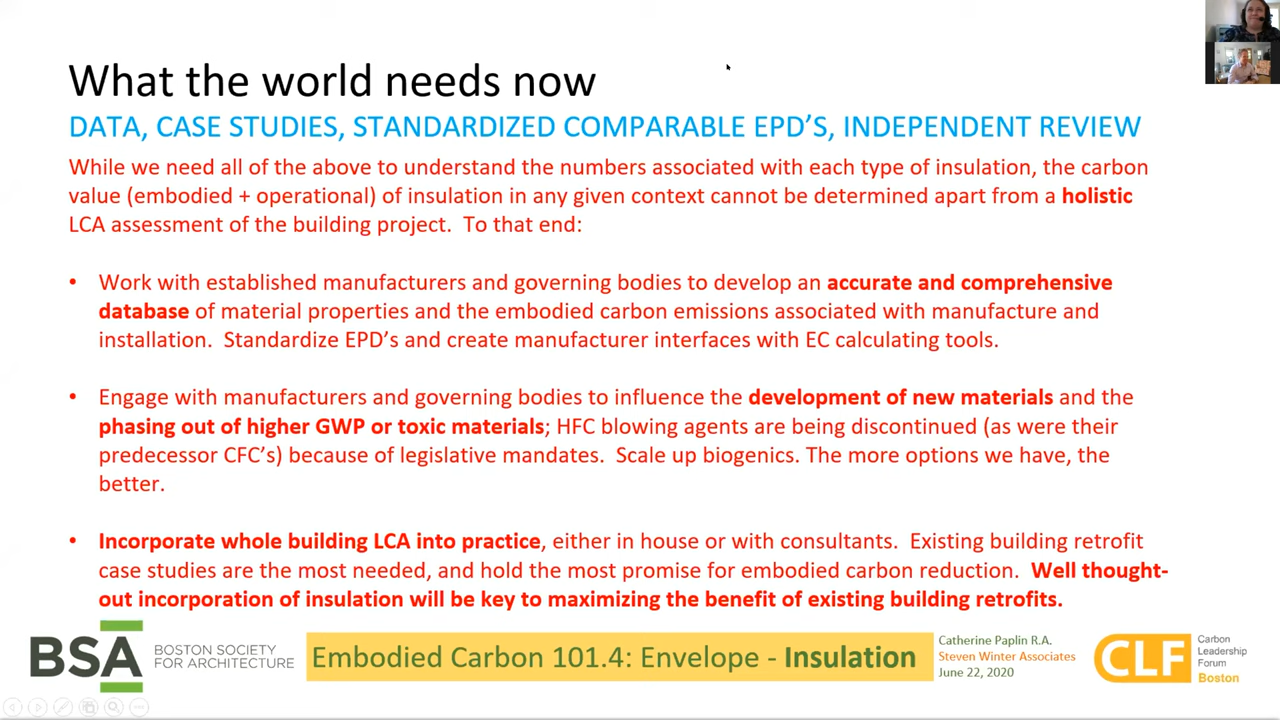 What the world needs now
DATA, CASE STUDIES, STANDARDIZED COMPARABLE EPD’S, INDEPENDENT REVIEW
While we need all of the above to understand the numbers associated with each type of insulation, the carbon
value (embodied + operational) of insulation in any given context cannot be determined apart from a holistic
LCA assessment of the building project.  To that end:
• Work with established manufacturers and governing bodies to develop an accurate and comprehensive
database of material properties and the embodied carbon emissions associated with manufacture and
installation.  Standardize EPD’s and create manufacturer interfaces with EC calculating tools.
• Engage with manufacturers and governing bodies to influence the development of new materials and the
phasing out of higher GWP or toxic materials; HFC blowing agents are being discontinued (as were their
predecessor CFC’s) because of legislative mandates.  Scale up biogenics. The more options we have, the
better.
• Incorporate whole building LCA into practice, either in house or with consultants.  Existing building retrofit
case studies are the most needed, and hold the most promise for embodied carbon reduction.  Well thought-
out incorporation of insulation will be key to maximizing the benefit of existing building retrofits.
BSA
BOSTON SOCIETY
FOR ARCHITECTURE
Embodied Carbon 101.4: Envelope - Insulation
Catherine Paplin R.A.
Steven Winter Associates
June 22, 2020
CLF
Carbon
Leadership
Forum
Boston